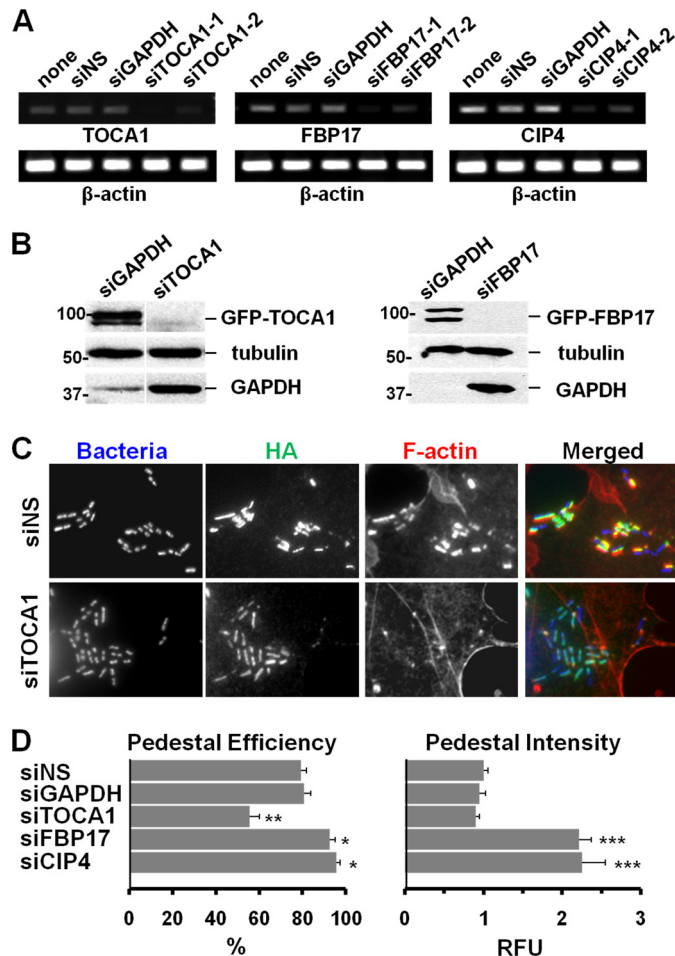 A
none siNS siGAPDH siTOCA1-1 siTOCA1-2
none siNS siGAPDH siFBP17-1 siFBP17-2
none siNS siGAPDH siCIP4-1 siCIP4-2
TOCA1 FBP17 CIP4
β-actin β-actin β-actin
B
siGAPDH siTOCA1 siGAPDH siFBP17
100 GFP-TOCA1 100 GFP-FBP17
50 tubulin 50 tubulin
37 GAPDH 37 GAPDH
C
Bacteria HA F-actin Merged
siNS
siTOCA1
D
Pedestal Efficiency Pedestal Intensity
siNS
siGAPDH
siTOCA1 **
siFBP17 * ***
siCIP4 * ***
0 20 40 60 80 100 0 1 2 3
% RFU